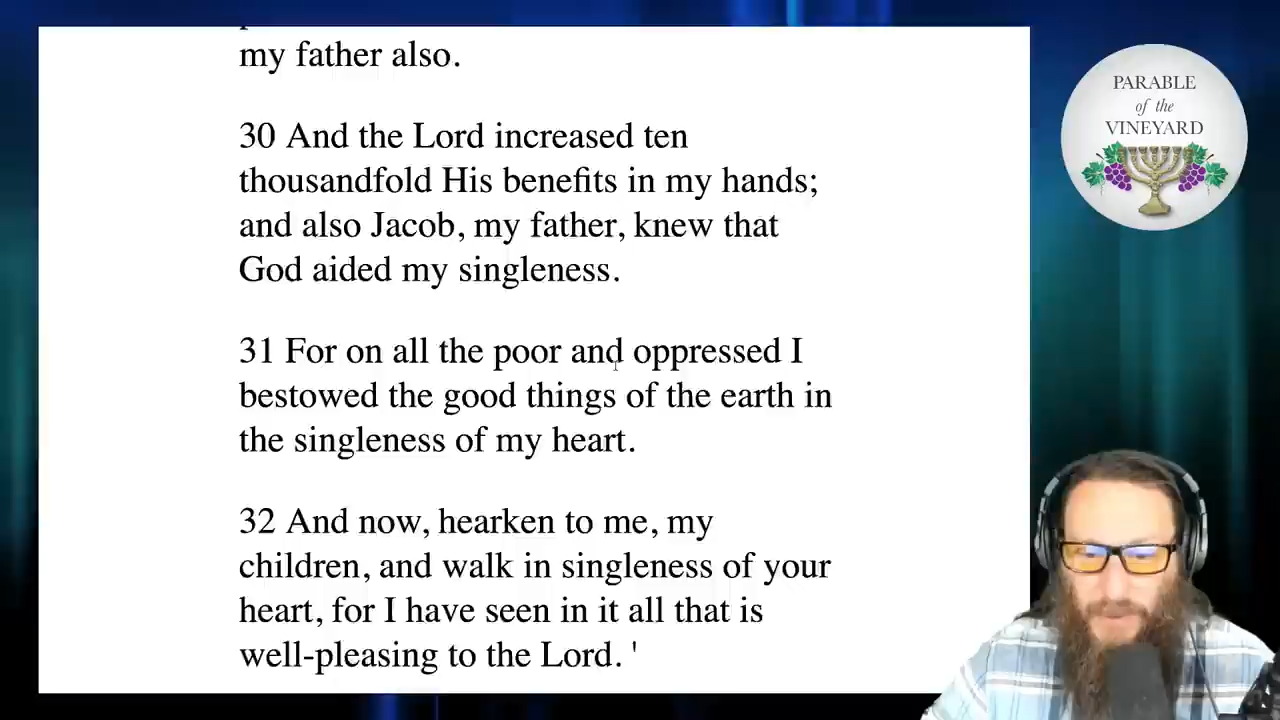 my father also.
30 And the Lord increased ten
thousandfold His benefits in my hands;
and also Jacob, my father, knew that
God aided my singleness.
31 For on all the poor and oppressed I
bestowed the good things of the earth in
the singleness of my heart.
32 And now, hearken to me, my
children, and walk in singleness of your
heart, for I have seen in it all that is
well-pleasing to the Lord. '
PARABLE
of the
VINEYARD